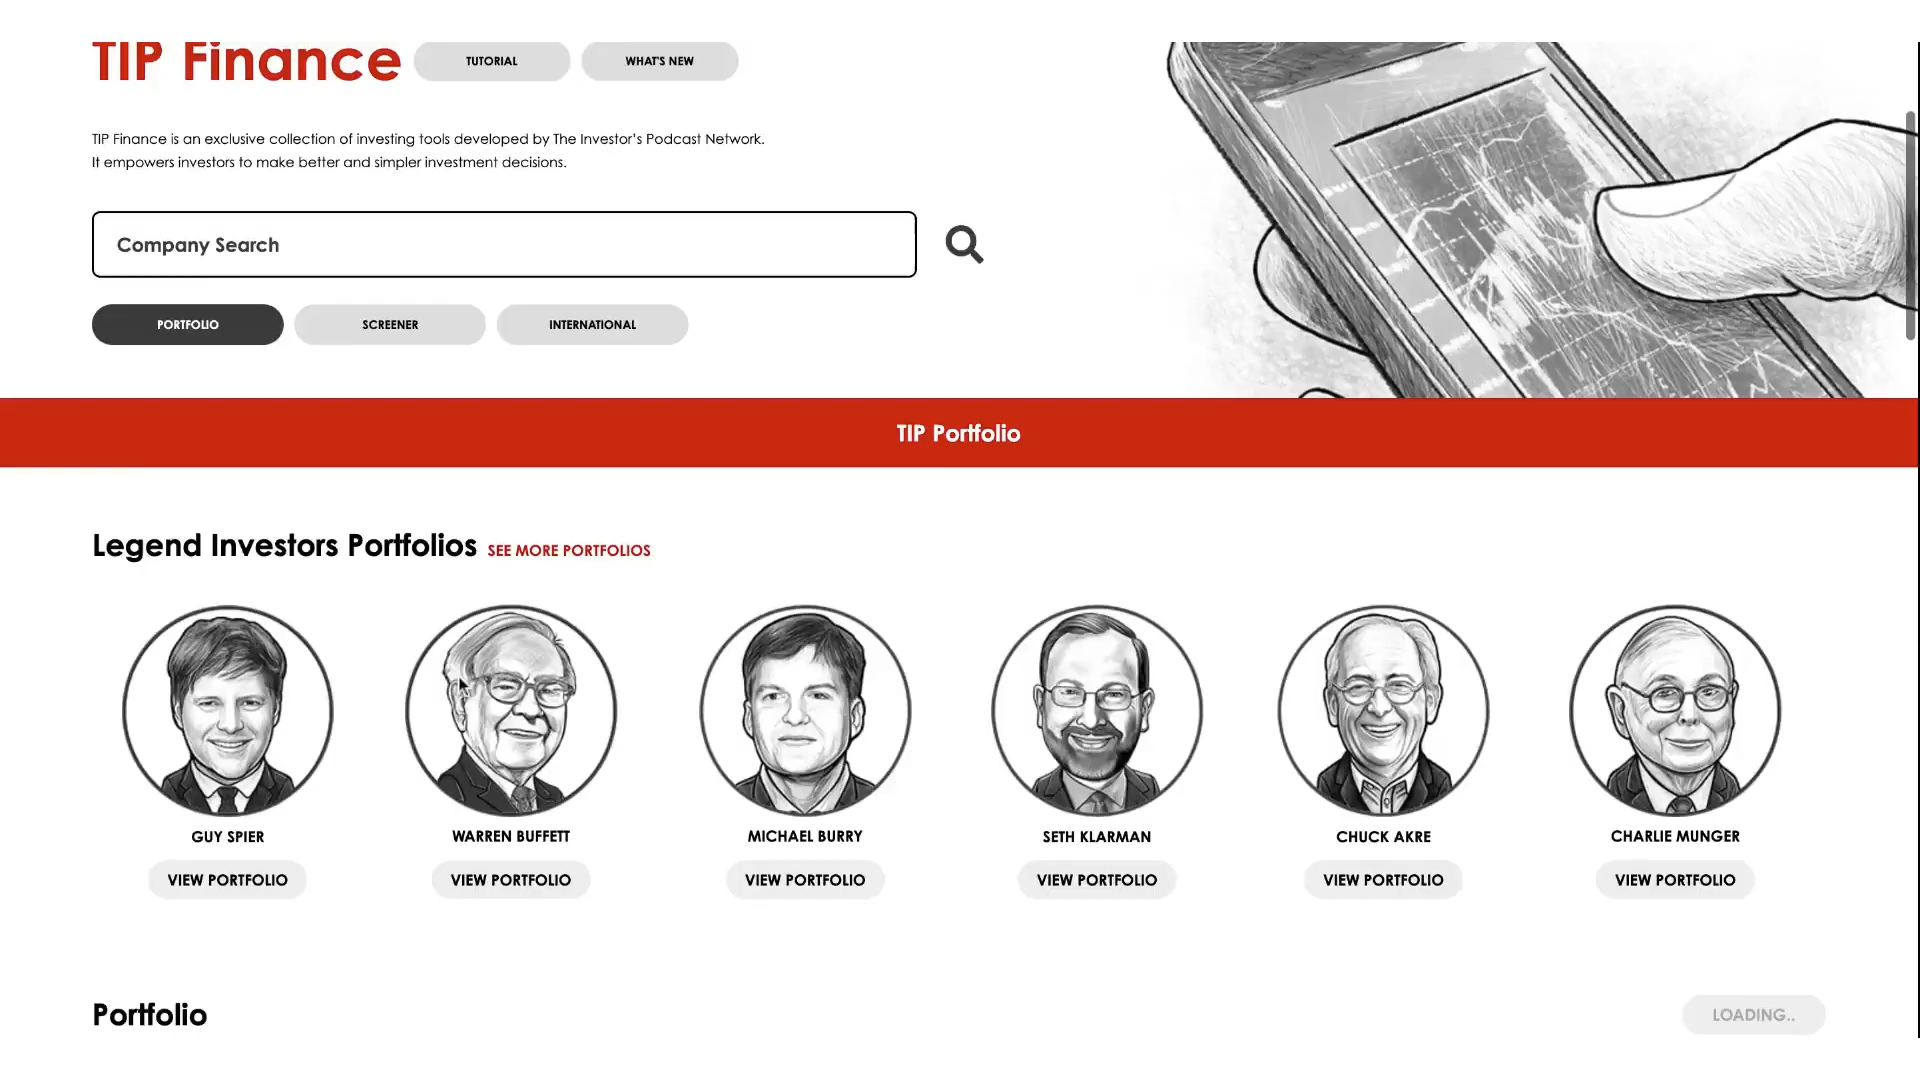 TIP Finance
TUTORIAL
WHAT'S NEW
TIP Finance is an exclusive collection of investing tools developed by The Investor's Podcast Network.
It empowers investors to make better and simpler investment decisions.
Company Search
PORTFOLIO
SCREENER
INTERNATIONAL
TIP Portfolio
Legend Investors Portfolios SEE MORE PORTFOLIOS
GUY SPIER
WARREN BUFFETT
MICHAEL BURRY
SETH KLARMAN
CHUCK AKRE
CHARLIE MUNGER
VIEW PORTFOLIO
VIEW PORTFOLIO
VIEW PORTFOLIO
VIEW PORTFOLIO
VIEW PORTFOLIO
VIEW PORTFOLIO
Portfolio
LOADING..